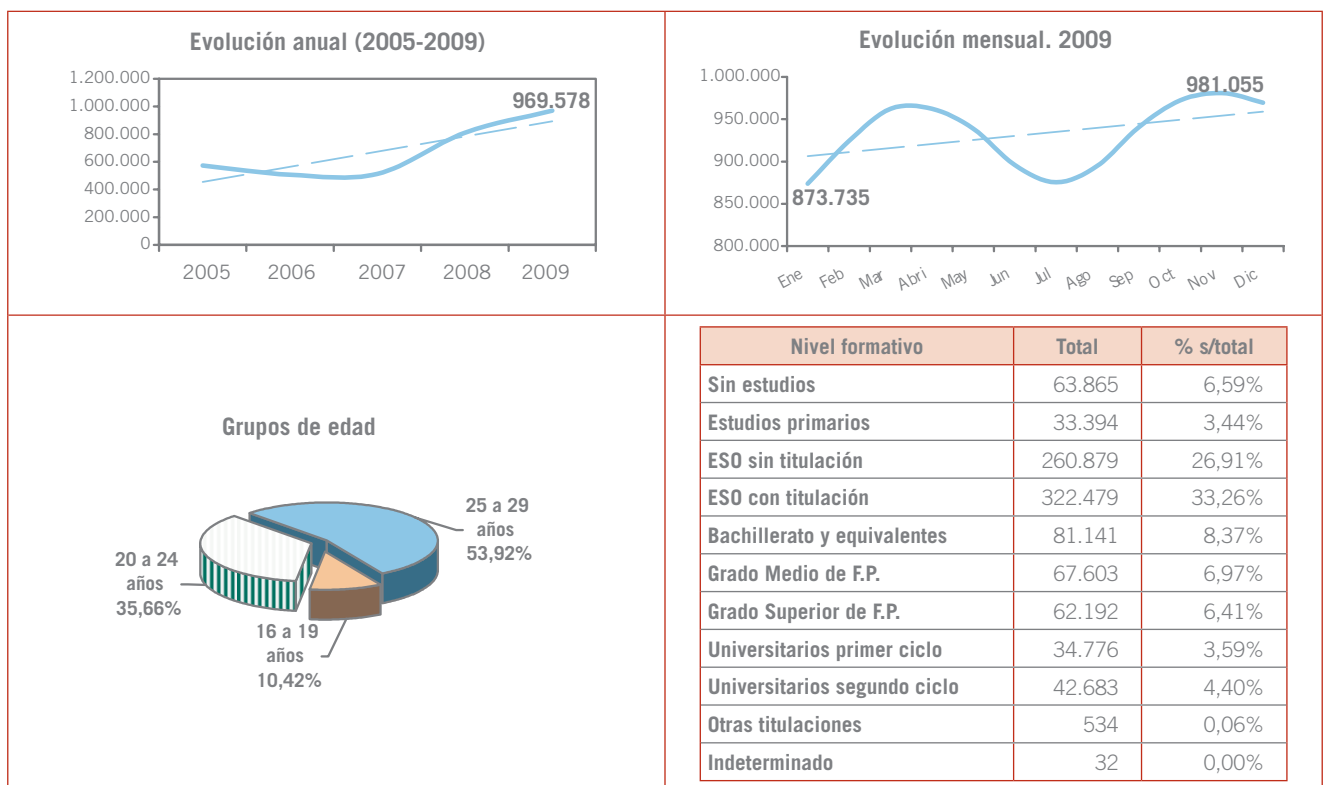 Evolución anual (2005-2009)
1.200.000
1.000.000
800.000
600.000
400.000
200.000
0
969.578
2005 2006 2007 2008 2009
Evolución mensual. 2009
1.000.000
950.000
900.000
850.000
800.000
981.055
873.735
Ene Feb Mar Abri May Jun Jul Ago Sep Oct Nov Dic
Grupos de edad
25 a 29
años
53,92%
20 a 24
años
35,66%
16 a 19
años
10,42%
Nivel formativo Total % s/total
Sin estudios 63.865 6,59%
Estudios primarios 33.394 3,44%
ESO sin titulación 260.879 26,91%
ESO con titulación 322.479 33,26%
Bachillerato y equivalentes 81.141 8,37%
Grado Medio de F.P. 67.603 6,97%
Grado Superior de F.P. 62.192 6,41%
Universitarios primer ciclo 34.776 3,59%
Universitarios segundo ciclo 42.683 4,40%
Otras titulaciones 534 0,06%
Indeterminado 32 0,00%